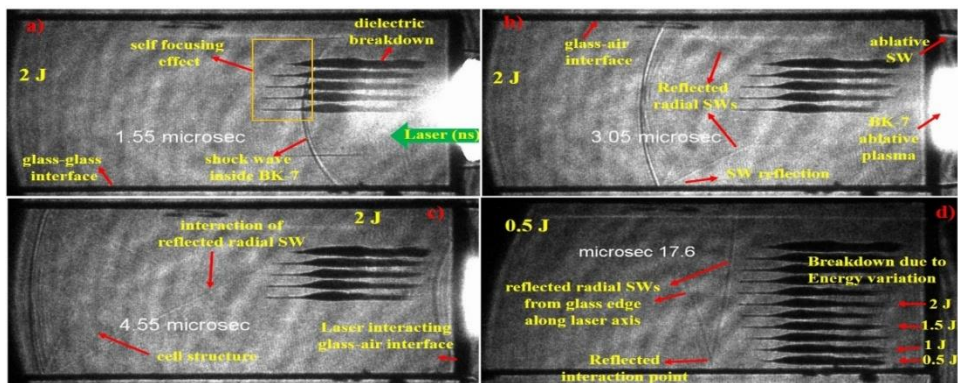 a)
2 J
self focusing
effect
dielectric
breakdown
1.55 microsec
Laser (ns)
glass-glass
interface
shock wave
inside BK-7
b)
2 J
glass-air
interface
ablative
SW
Reflected
radial SWs
3.05 microsec
BK-7
ablative
plasma
SW reflection
c)
2 J
interaction of
reflected radial SW
4.55 microsec
cell structure
Laser interacting
glass-air interface
d)
0.5 J
microsec 17.6
Breakdown due to
Energy variation
reflected radial SWs
from glass edge
along laser axis
2 J
1.5 J
1 J
0.5 J
Reflected
interaction point